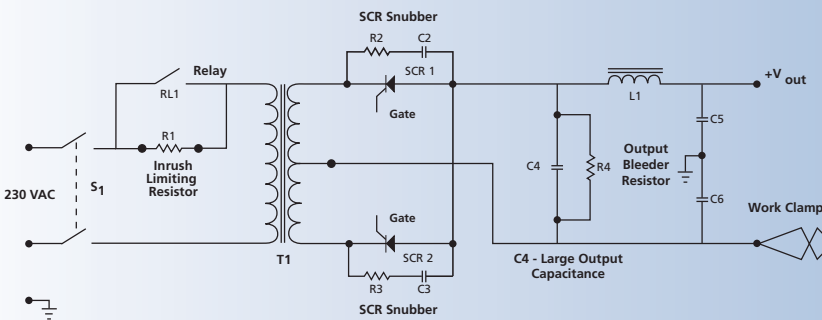 SCR Snubber
R2
C2
Relay
SCR 1
+V out
RL1
L1
Gate
R1
C5
Inrush
Limiting
Resistor
Output
Bleeder
Resistor
C4
R4
230 VAC
S1
C6
Work Clamp
Gate
SCR 2
T1
C4 - Large Output
Capacitance
R3
C3
SCR Snubber